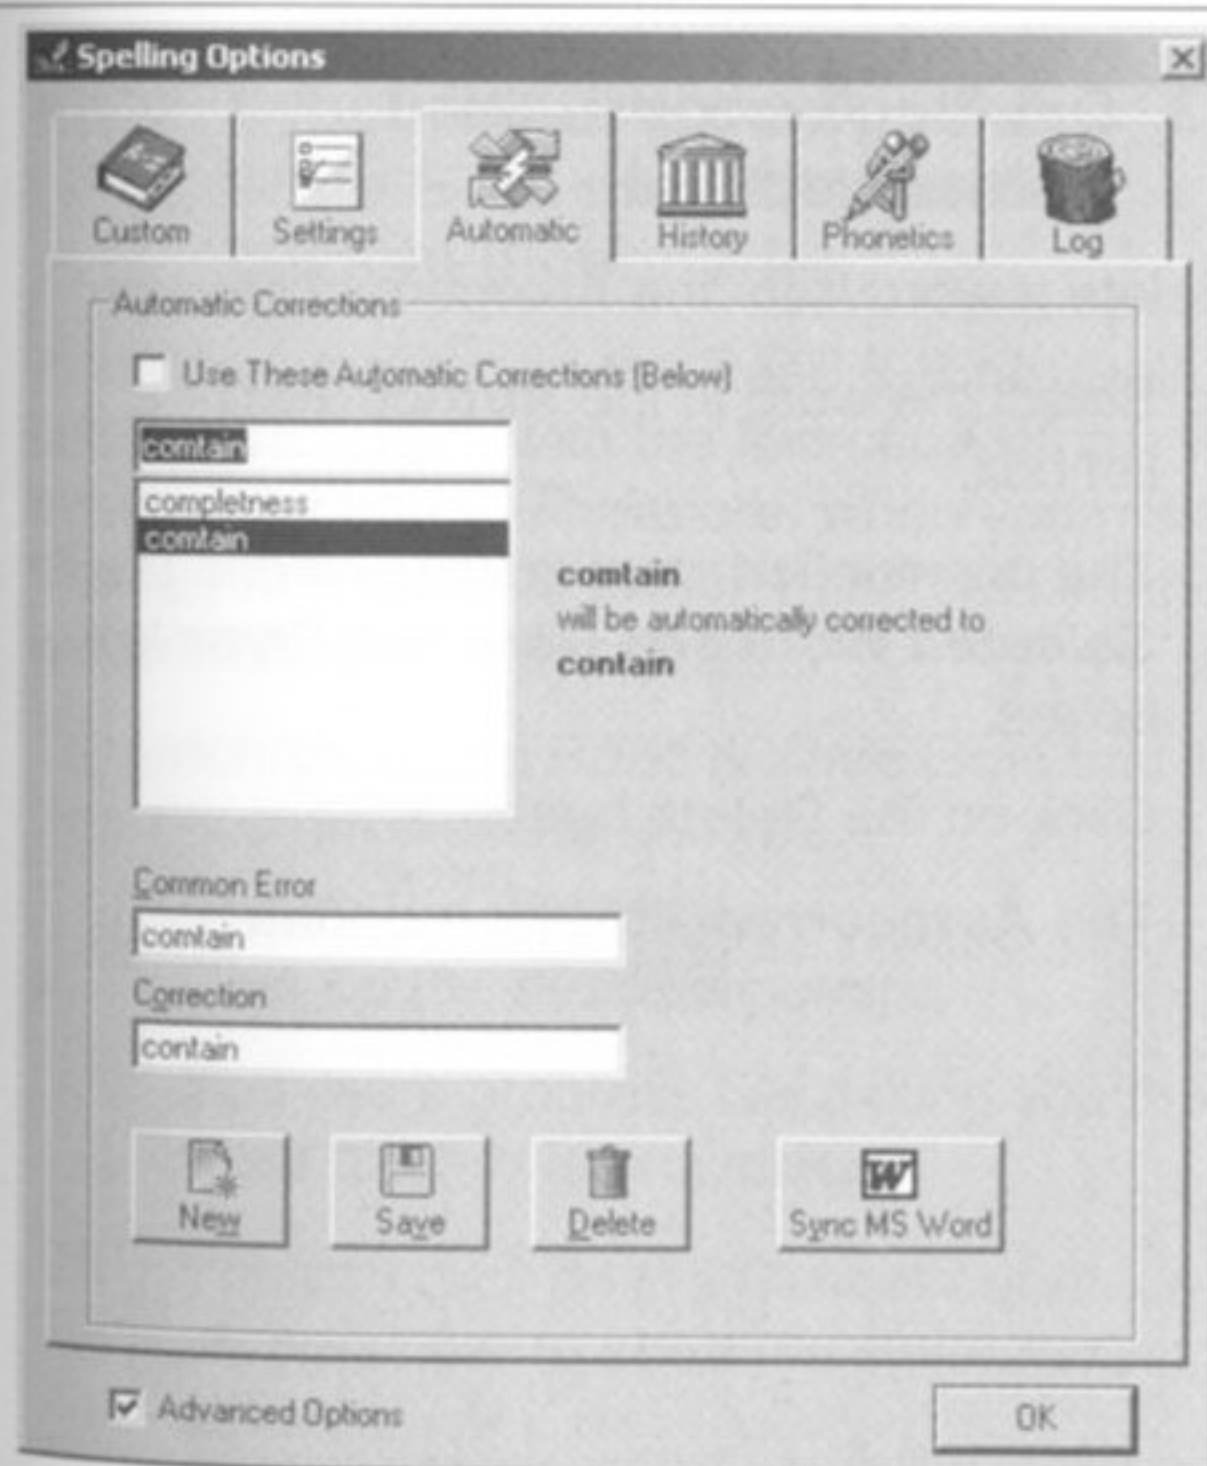 Spelling Options
Custom Settings Automatic History Phonetics Log
Automatic Corrections
Use These Automatic Corrections (Below)
comtain
completness
comtain
comtain
will be automatically corrected to
contain
Common Error
comtain
Correction
contain
New Save Delete Sync MS Word
Advanced Options OK